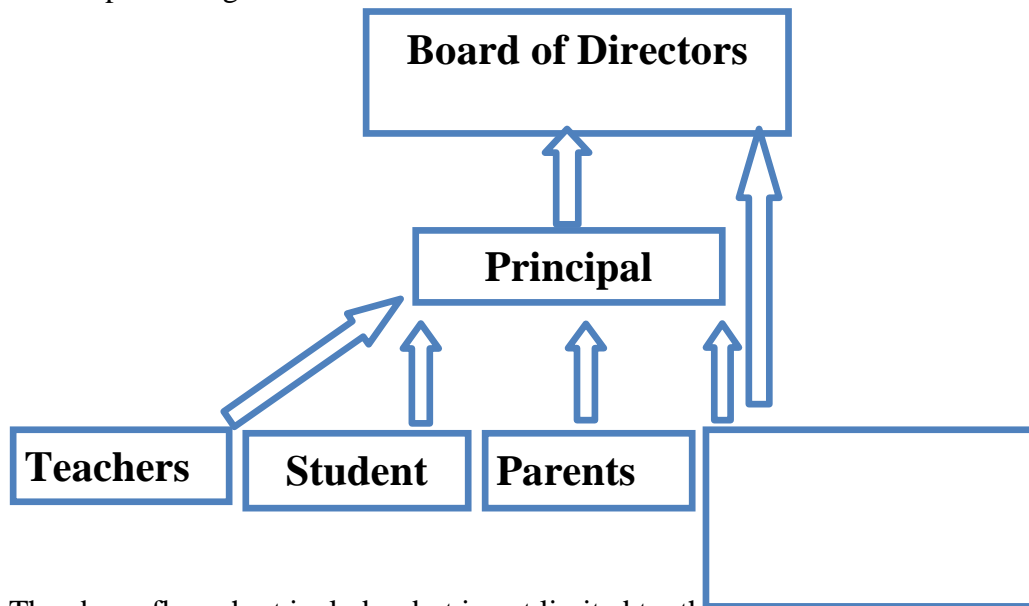 Board of Directors
Principal
Teachers
Student
Parents